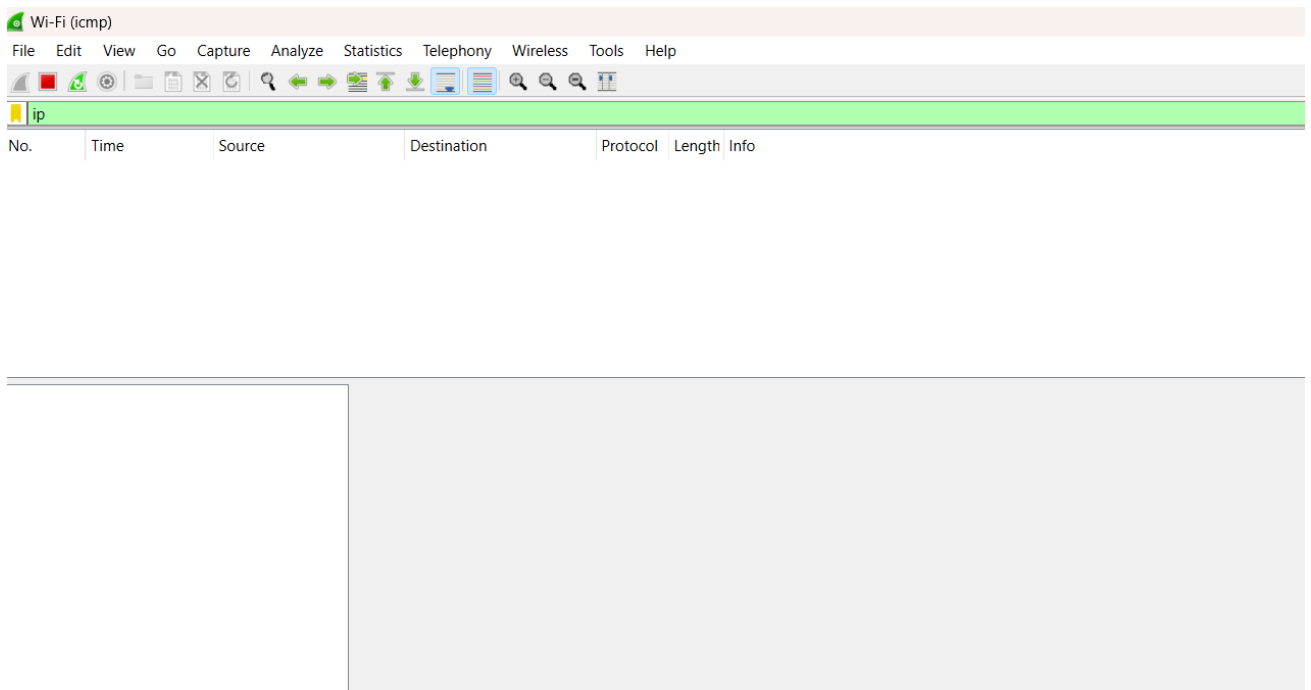 Wi-Fi (icmp)
File Edit View Go Capture Analyze Statistics Telephony Wireless Tools Help
ip
No. Time Source Destination Protocol Length Info